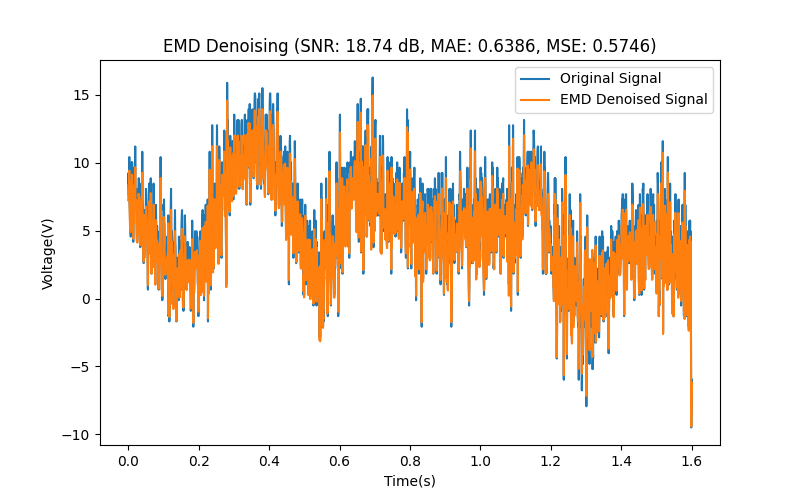 EMD Denoising (SNR: 18.74 dB, MAE: 0.6386, MSE: 0.5746)
Original Signal
EMD Denoised Signal
Voltage(V)
15
10
5
0
−5
−10
0.0 0.2 0.4 0.6 0.8 1.0 1.2 1.4 1.6
Time(s)